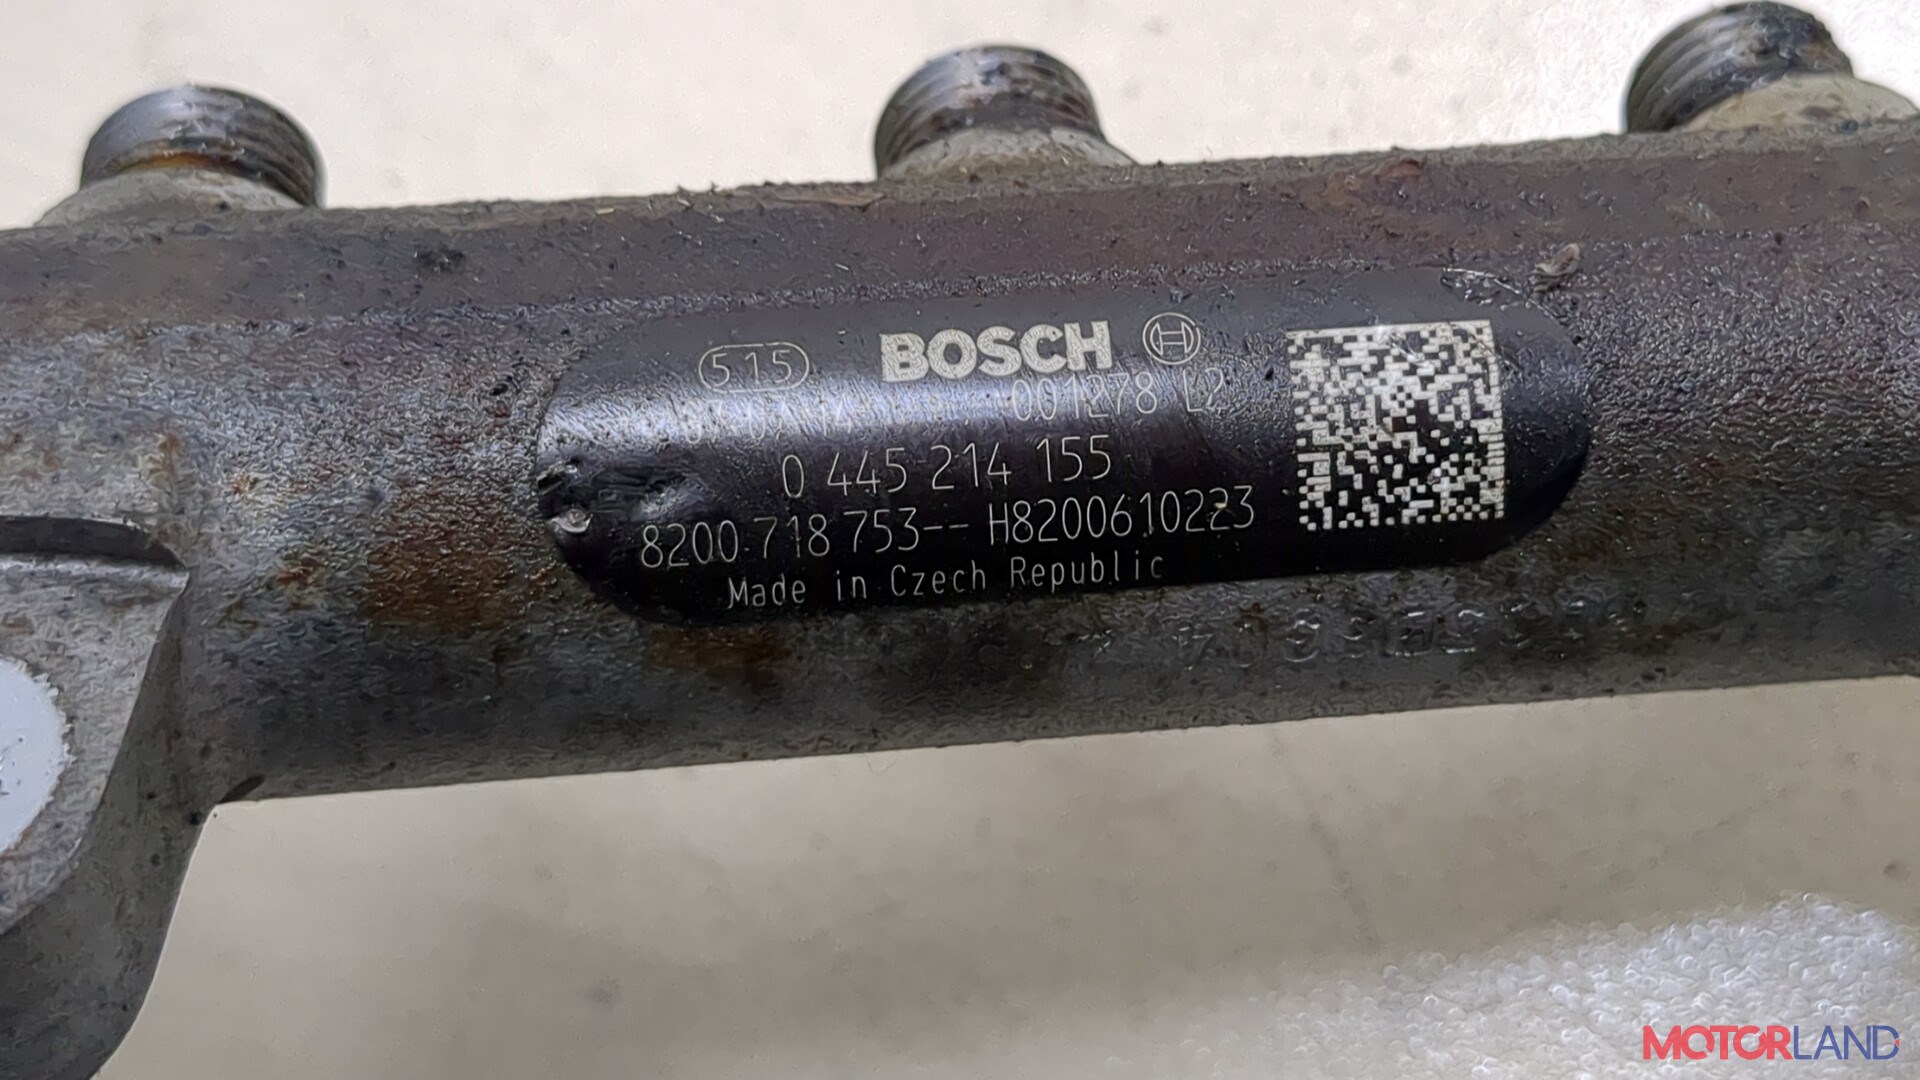 515 BOSCH
001278 L2
0 445 214 155
8200 718 753-- H8200610223
Made in Czech Republic
MOTORLAND